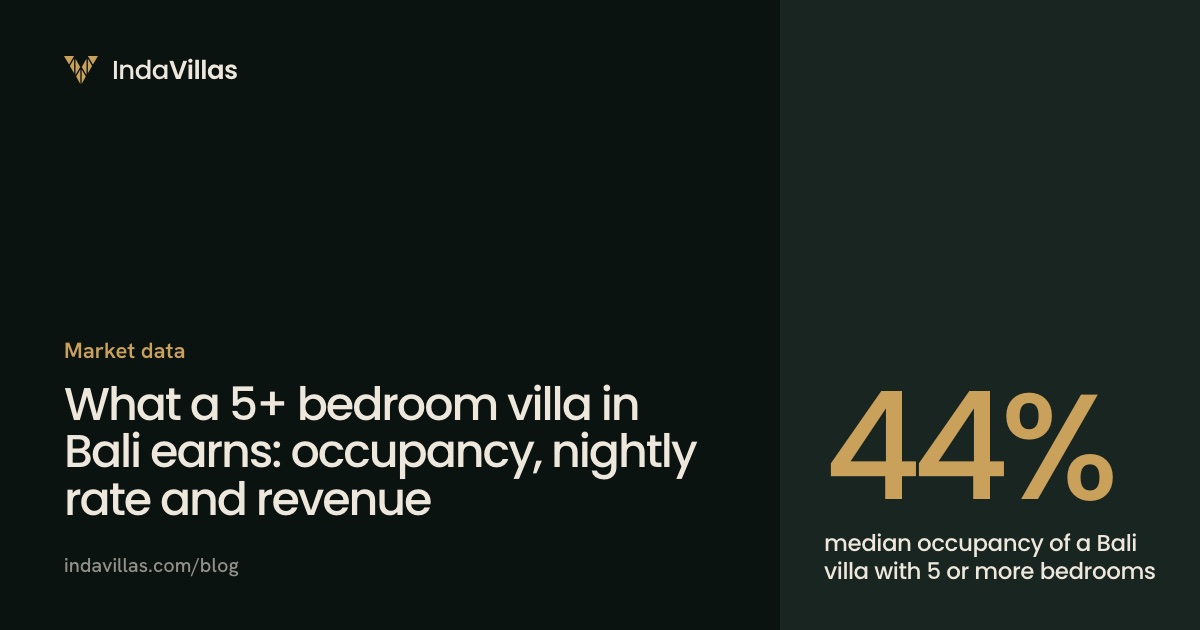 IndaVillas
Market data
What a 5+ bedroom villa in
Bali earns: occupancy, nightly
rate and revenue
indavillas.com/blog
44%
median occupancy of a Bali
villa with 5 or more bedrooms